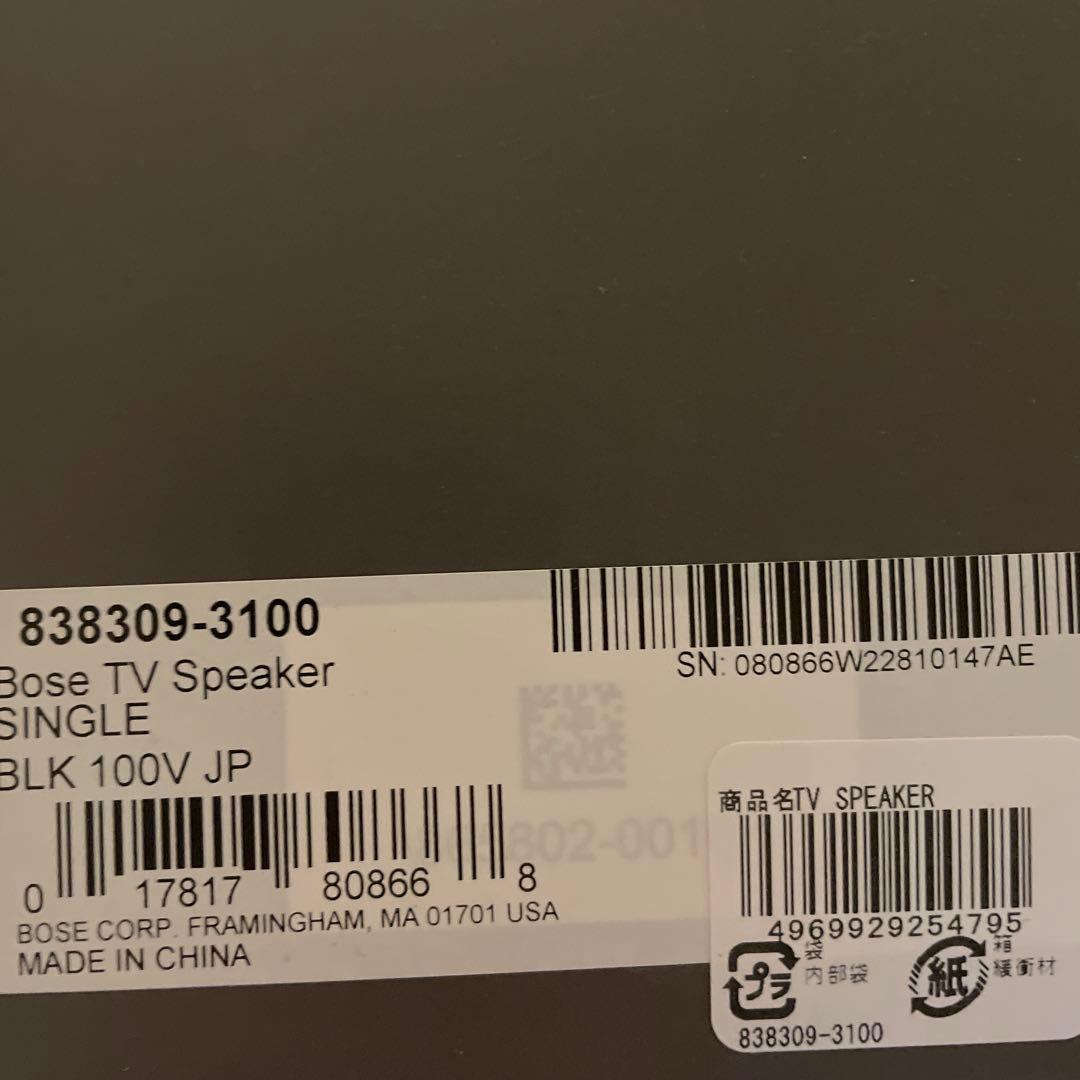 838309-3100
Bose TV Speaker
SINGLE
BLK 100V JP
0 17817 80866 8
BOSE CORP. FRAMINGHAM, MA 01701 USA
MADE IN CHINA
SN: 080866W22810147AE
802-001
商品名TV SPEAKER
4969929254795
プラ
袋
内部袋
紙
箱
緩衝材
838309-3100